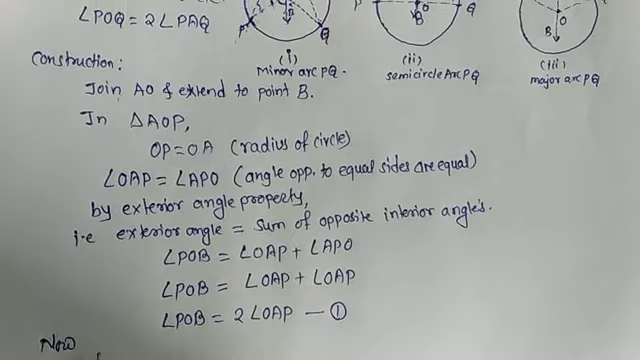 ∠POQ = 2∠PAQ
P
B
Q
(i)
Minor arc PQ.
B
Q
(ii)
semicircle Arc PQ
O
B
(iii)
major arc PQ
Construction:
Join AO & extend to point B.
In ΔAOP,
OP = OA (radius of circle)
∠OAP = ∠APO (angle opp. to equal sides are equal)
by exterior angle property,
i.e exterior angle = sum of opposite interior angle's.
∠POB = ∠OAP + ∠APO
∠POB = ∠OAP + ∠OAP
∠POB = 2∠OAP — ①
Now